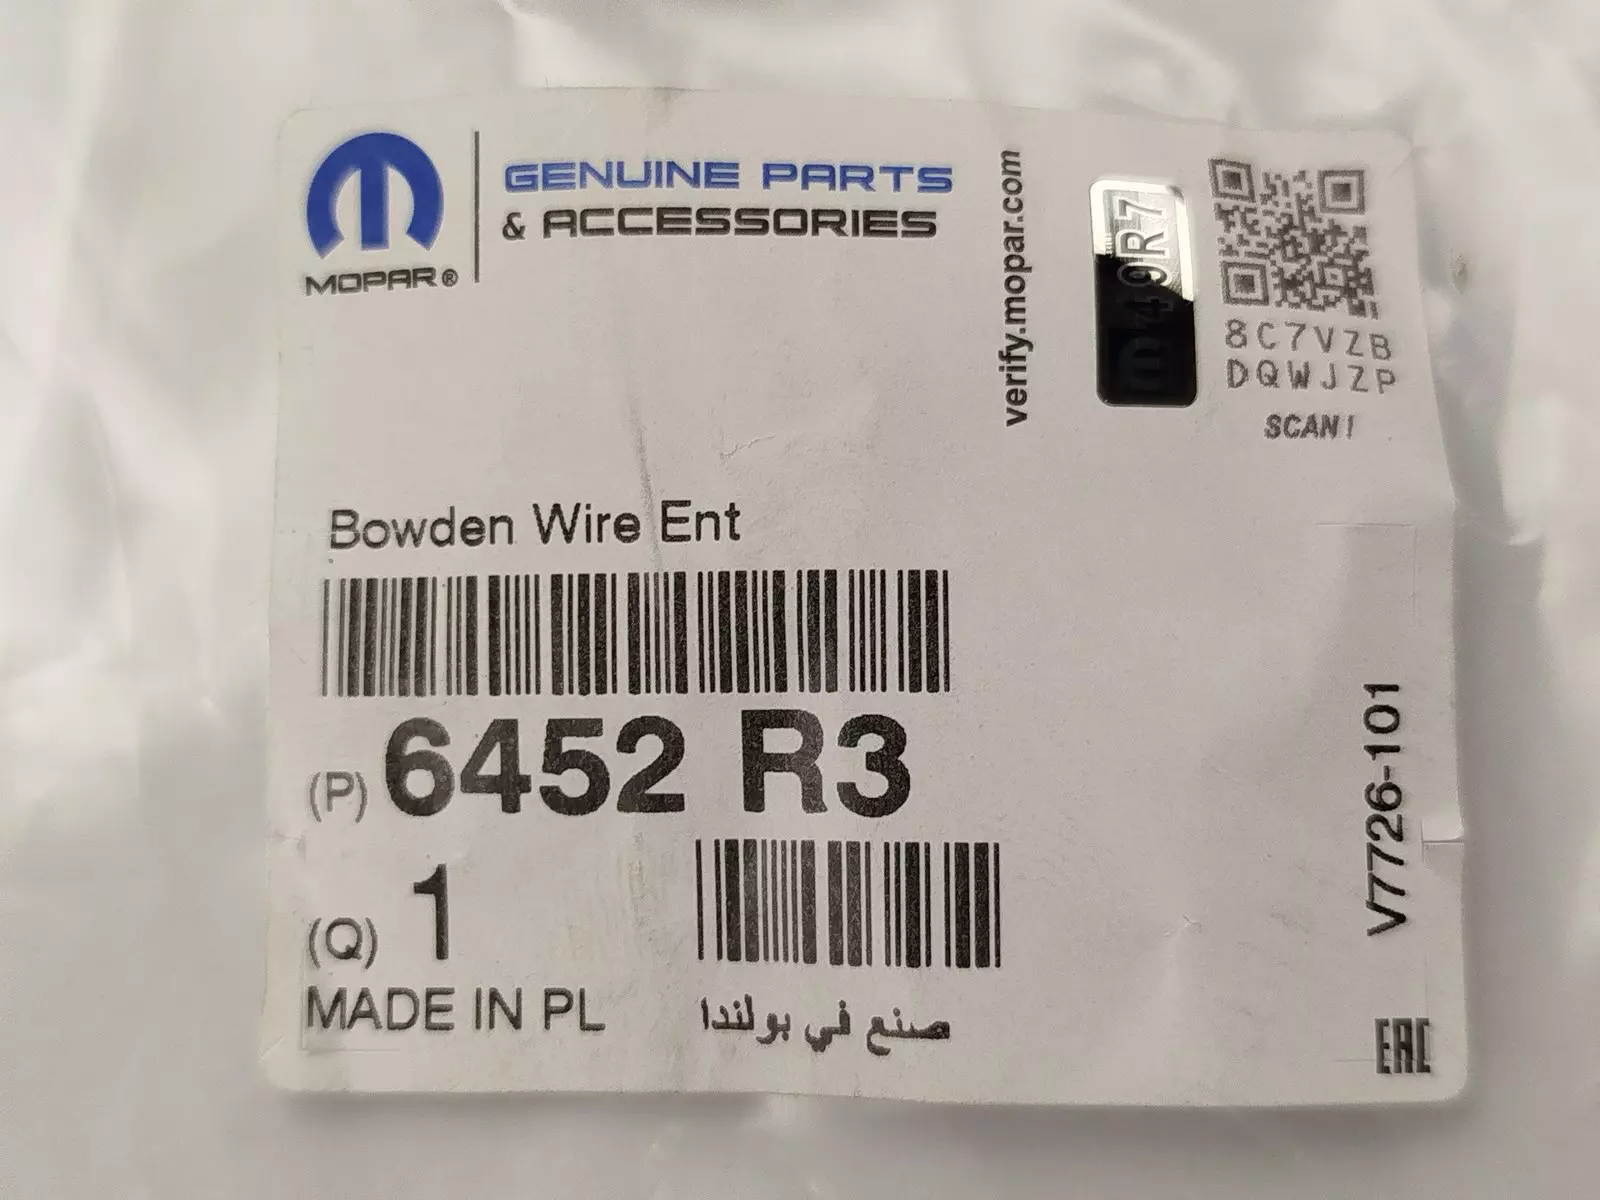 MOPAR®
GENUINE PARTS
& ACCESSORIES
verify.mopar.com
49R7
8C7VZB
DQWJZP
SCAN!
Bowden Wire Ent
(P) 6452 R3
(Q) 1
MADE IN PL
صنع في بولندا
V7726-101
EAC